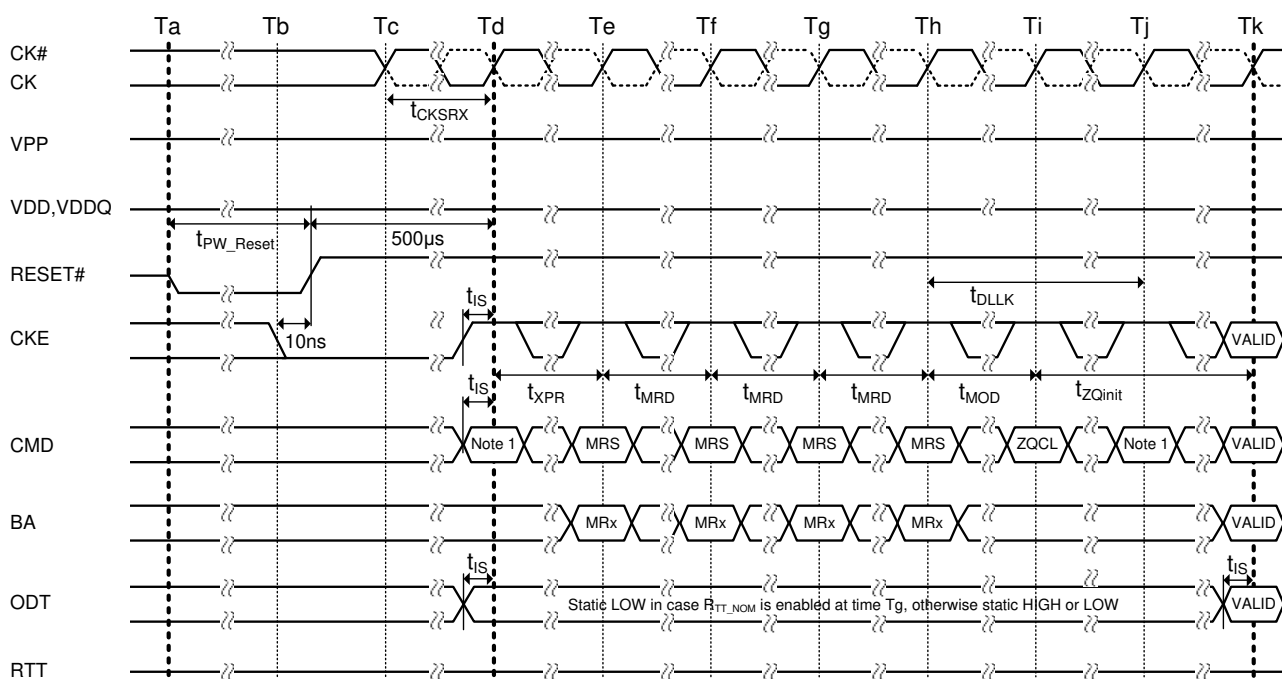 Ta Tb Tc Td Te Tf Tg Th Ti Tj Tk
CK#
CK
tCKSRX
VPP
VDD,VDDQ
tPW_Reset 500µs
RESET#
tIS tDLLK
CKE 10ns VALID
tIS tXPR tMRD tMRD tMRD tMOD tZQinit
CMD Note 1 MRS MRS MRS MRS ZQCL Note 1 VALID
BA MRx MRx MRx MRx VALID
tIS tIS
ODT Static LOW in case RTT_NOM is enabled at time Tg, otherwise static HIGH or LOW VALID
RTT